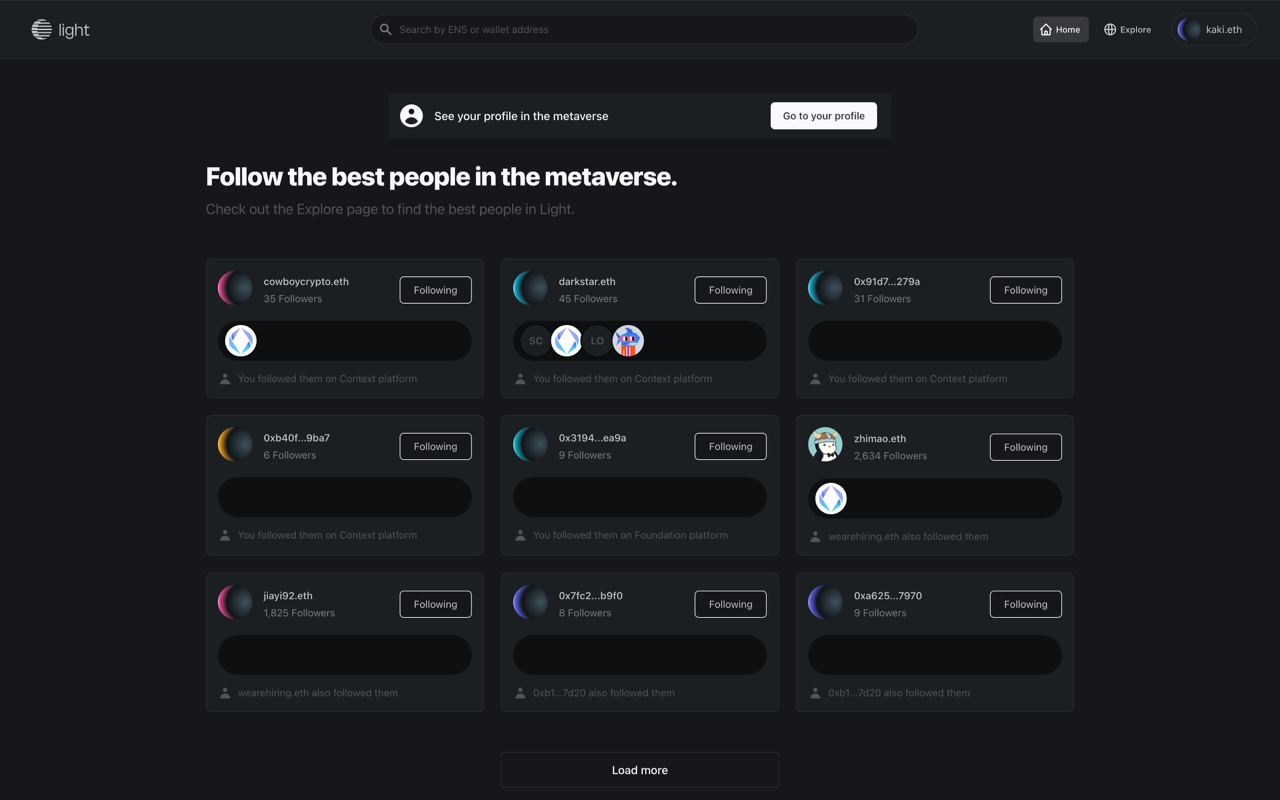 light
Search by ENS or wallet address
Home
Explore
kaki.eth
See your profile in the metaverse
Go to your profile
Follow the best people in the metaverse.
Check out the Explore page to find the best people in Light.
cowboycrypto.eth
35 Followers
Following
You followed them on Context platform
darkstar.eth
45 Followers
Following
SC
LO
You followed them on Context platform
0x91d7...279a
31 Followers
Following
You followed them on Context platform
0xb40f...9ba7
6 Followers
Following
You followed them on Context platform
0x3194...ea9a
9 Followers
Following
You followed them on Foundation platform
zhimao.eth
2,634 Followers
Following
wearehiring.eth also followed them
jiayi92.eth
1,825 Followers
Following
wearehiring.eth also followed them
0x7fc2...b9f0
8 Followers
Following
0xb1...7d20 also followed them
0xa625...7970
9 Followers
Following
0xb1...7d20 also followed them
Load more